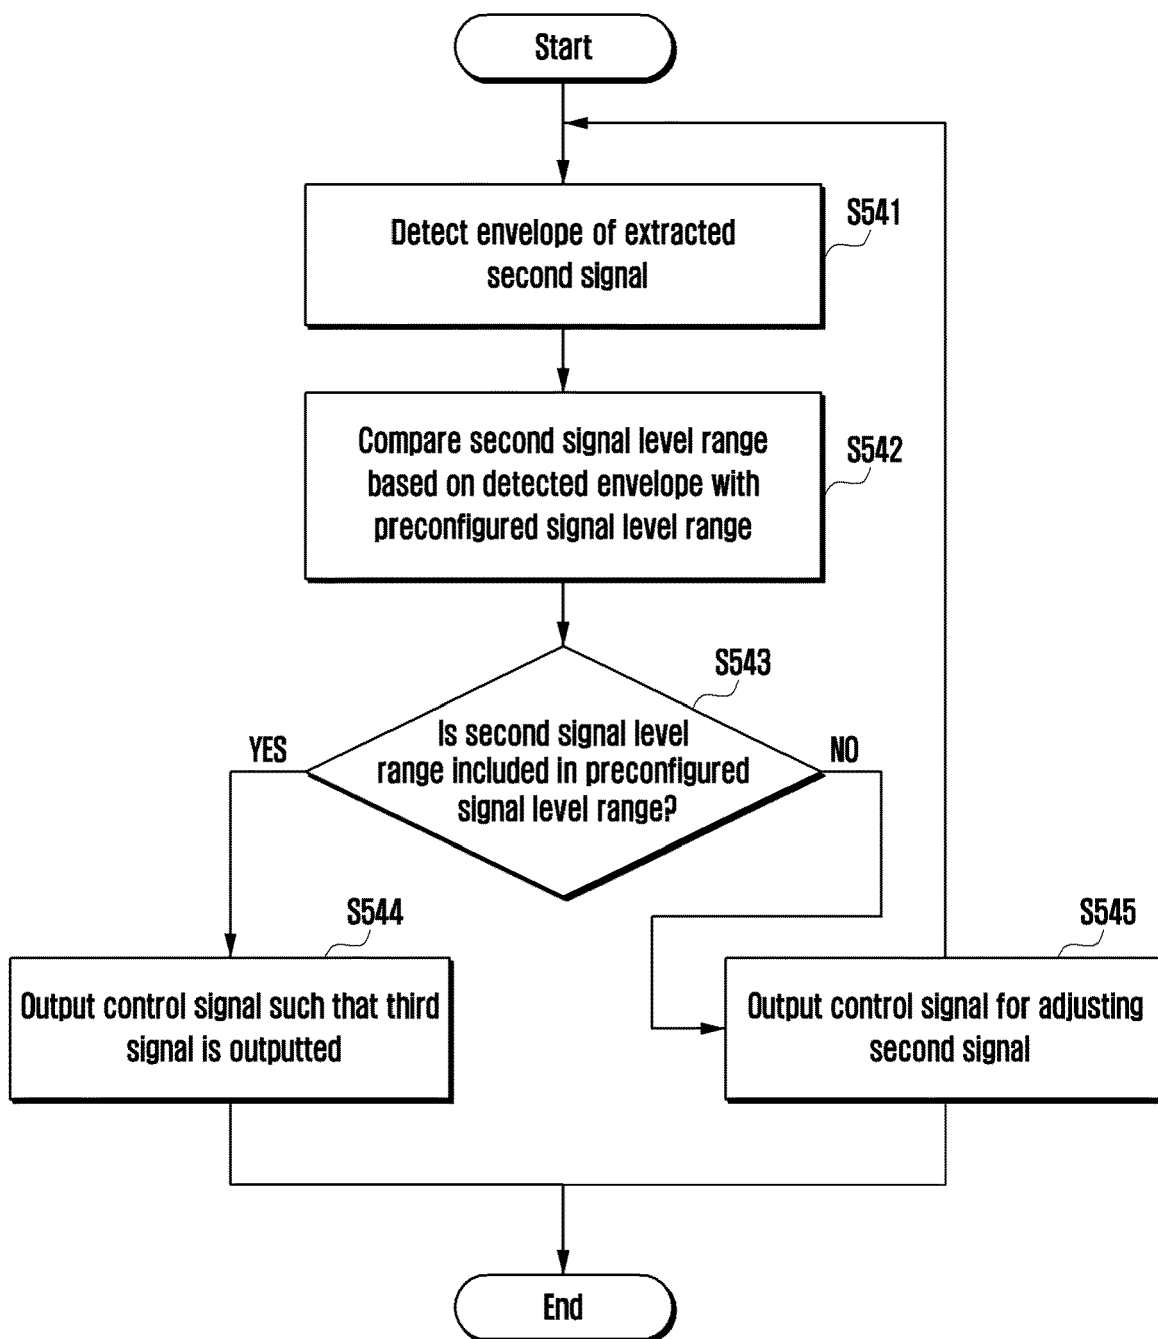 Start
Detect envelope of extracted
second signal
S541
Compare second signal level range
based on detected envelope with
preconfigured signal level range
S542
S543
Is second signal level
range included in preconfigured
signal level range?
YES
NO
S544
Output control signal such that third
signal is outputted
S545
Output control signal for adjusting
second signal
End